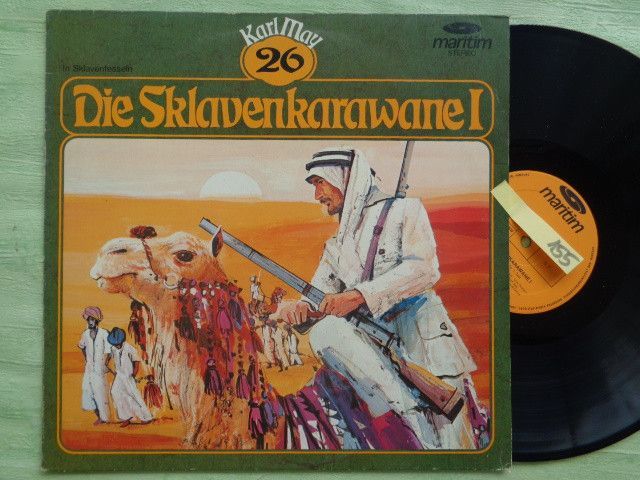 Karl May
26
maritim
STEREO
In Sklavenfesseln
Die Sklavenkarawane I
maritim
155